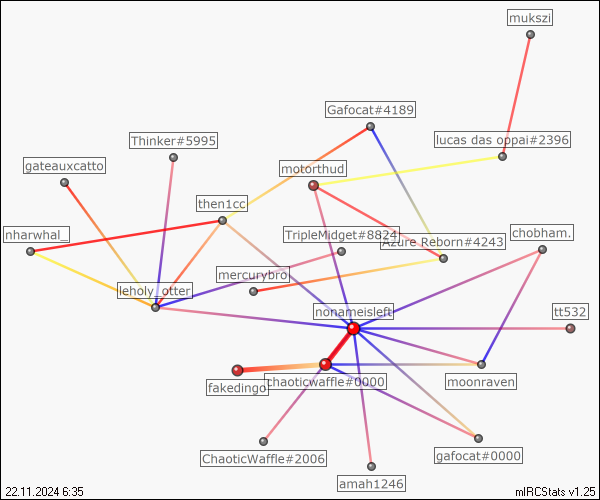 mukszi
Gafocat#4189
Thinker#5995
lucas das oppai#2396
gateauxcatto
motorthud
then1cc
nharwhal_
TripleMidget#8824
chobham.
Azure Reborn#4243
mercurybro
leholy_otter
nonameisleft
tt532
fakedingo
chaoticwaffle#0000
moonraven
ChaoticWaffle#2006
gafocat#0000
amah1246
22.11.2024 6:35
mIRCStats v1.25